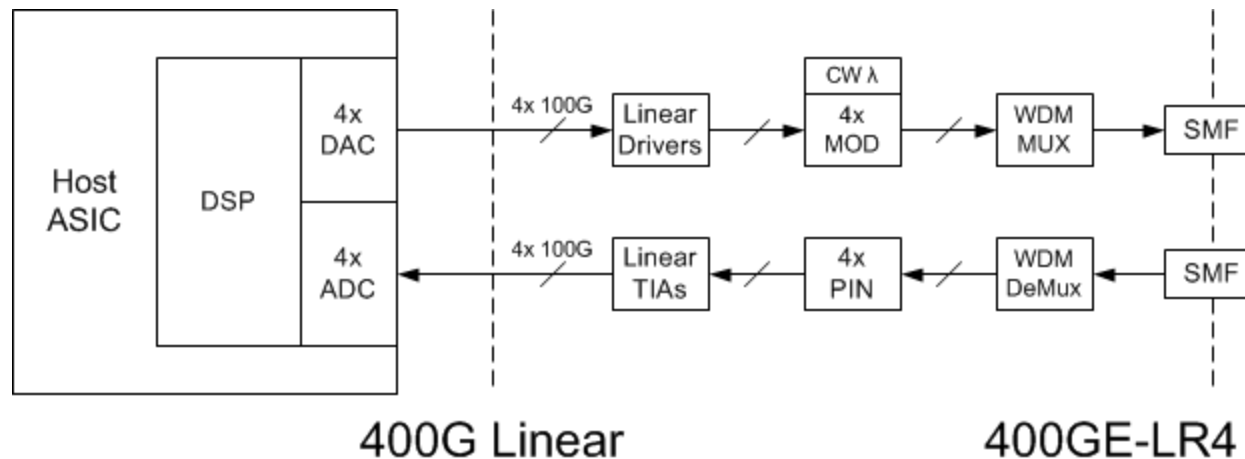 Host
ASIC
DSP
4x
DAC
4x
ADC
4x 100G
Linear
Drivers
CW λ
4x
MOD
WDM
MUX
SMF
4x 100G
Linear
TIAs
4x
PIN
WDM
DeMux
SMF
400G Linear
400GE-LR4